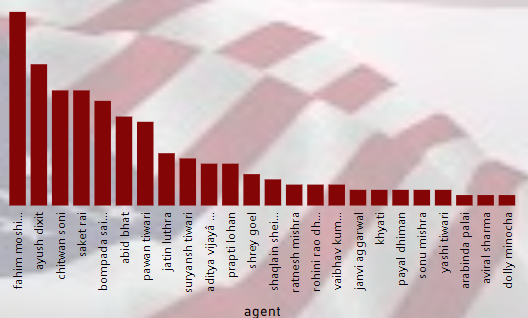 fahim moshi...
ayush dixit
chitwan soni
saket rai
bompada sai...
abid bhat
pawan tiwari
jatin luthra
suryansh tiwari
aditya vijayâ ...
prapti lohan
shrey goel
shaqlain shei...
ratnesh mishra
rohini rao dh...
vaibhav kum...
janvi aggarwal
khyati
payal dhiman
sonu mishra
yashi tiwari
arabinda palai
aviral sharma
dolly minocha
agent